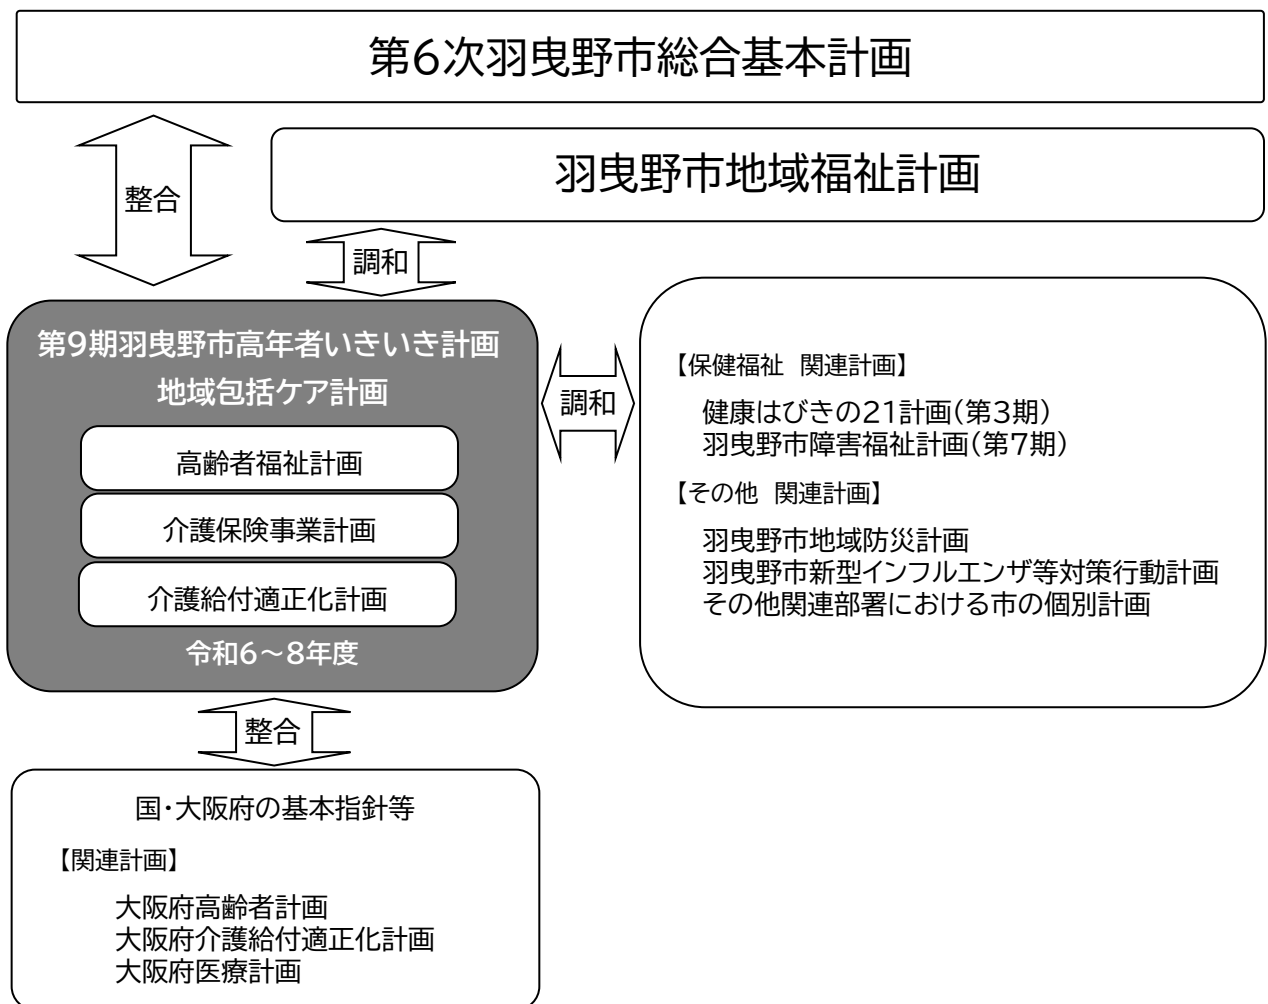 第6次羽曳野市総合基本計画
羽曳野市地域福祉計画
整合
調和
第9期羽曳野市高年者いきいき計画
地域包括ケア計画
高齢者福祉計画
介護保険事業計画
介護給付適正化計画
令和6～8年度
調和
【保健福祉 関連計画】
健康はびきの21計画(第3期)
羽曳野市障害福祉計画(第7期)
【その他 関連計画】
羽曳野市地域防災計画
羽曳野市新型インフルエンザ等対策行動計画
その他関連部署における市の個別計画
整合
国・大阪府の基本指針等
【関連計画】
大阪府高齢者計画
大阪府介護給付適正化計画
大阪府医療計画